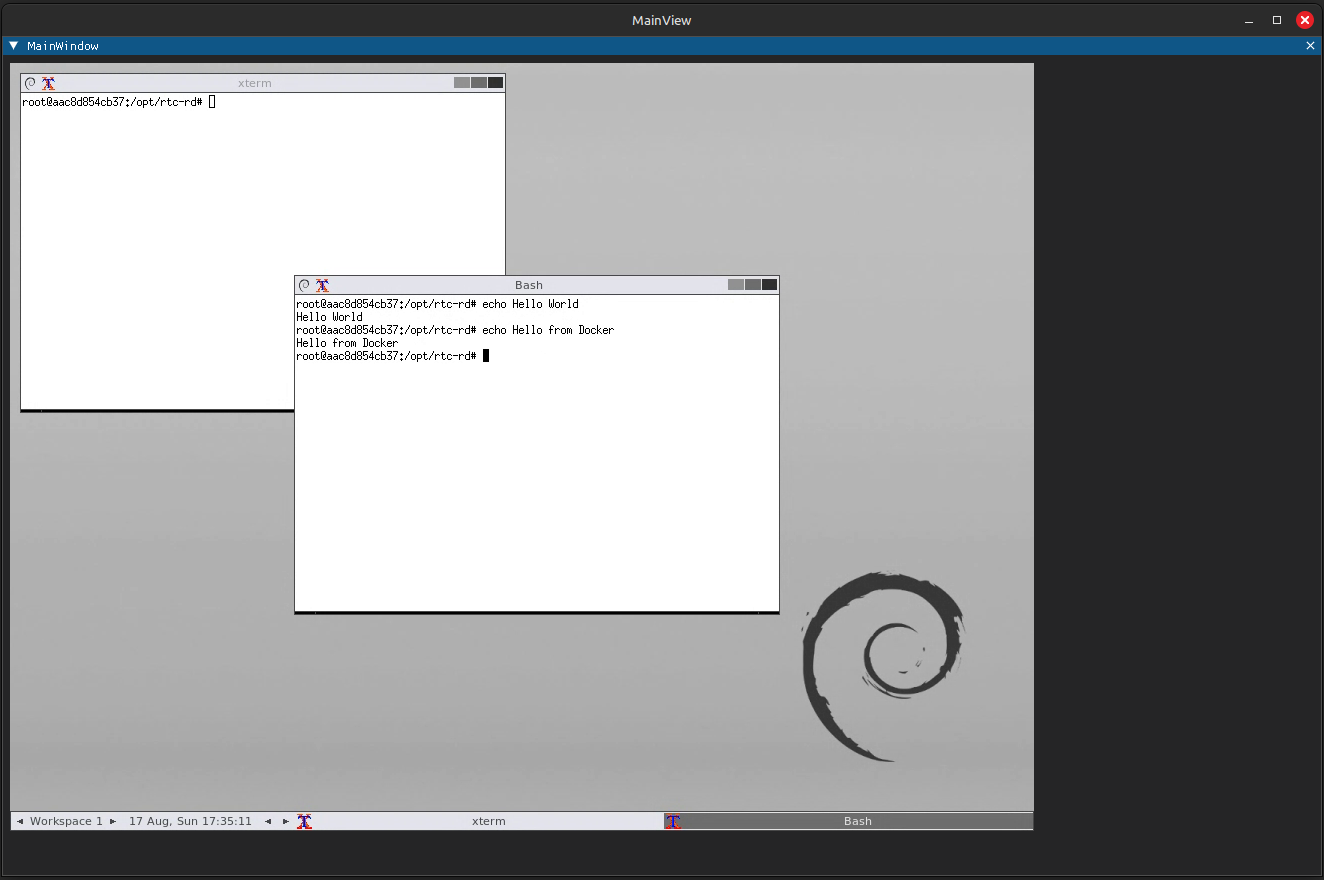 MainView
MainWindow
xterm
root@aac8d854cb37:/opt/rtc-rd#
Bash
root@aac8d854cb37:/opt/rtc-rd# echo Hello World
Hello World
root@aac8d854cb37:/opt/rtc-rd# echo Hello from Docker
Hello from Docker
root@aac8d854cb37:/opt/rtc-rd#
Workspace 1 17 Aug, Sun 17:35:11 xterm Bash